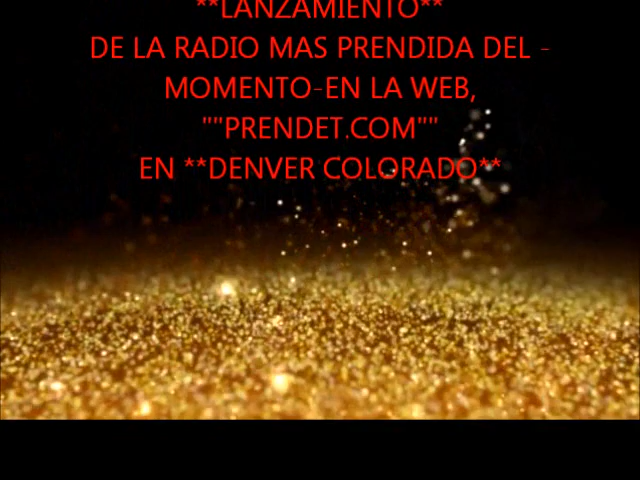 **LANZAMIENTO**
DE LA RADIO MAS PRENDIDA DEL -
MOMENTO-EN LA WEB,
""PRENDET.COM""
EN **DENVER COLORADO**